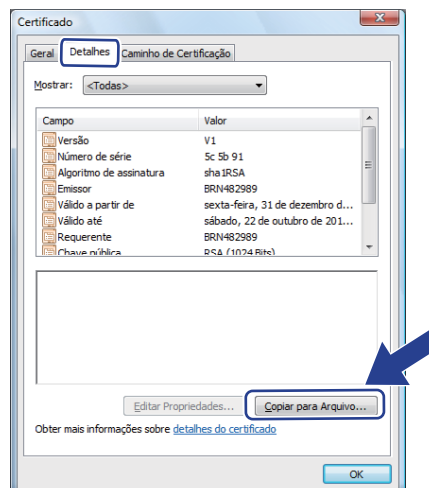 Certificado
Geral Detalhes Caminho de Certificação
Mostrar: <Todas>
Campo Valor
Versão V1
Número de série 5c 5b 91
Algoritmo de assinatura sha1RSA
Emissor BRN482989
Válido a partir de sexta-feira, 31 de dezembro d...
Válido até sábado, 22 de outubro de 201...
Requerente BRN482989
Chave pública RSA (1024 Bits)
Editar Propriedades... Copiar para Arquivo...
Obter mais informações sobre detalhes do certificado
OK